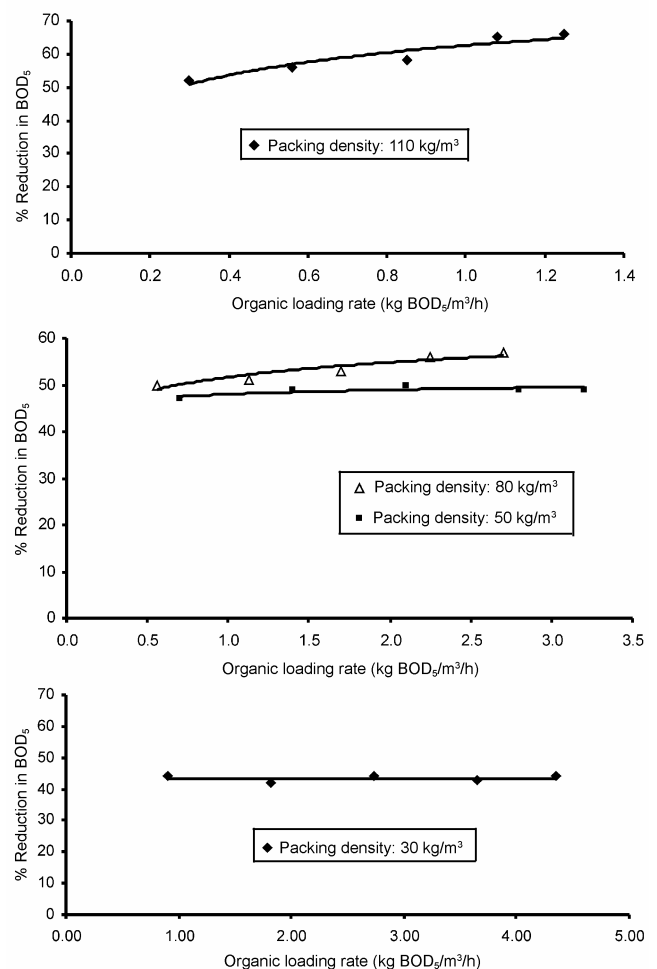 70
60
50
40
30
20
10
0
% Reduction in BOD₅
Packing density: 110 kg/m³
0.0 0.2 0.4 0.6 0.8 1.0 1.2 1.4
Organic loading rate (kg BOD₅/m³/h)
60
50
40
30
20
10
0
% Reduction in BOD₅
Packing density: 80 kg/m³
Packing density: 50 kg/m³
0.0 0.5 1.0 1.5 2.0 2.5 3.0 3.5
Organic loading rate (kg BOD₅/m³/h)
70
60
50
40
30
20
10
0
% Reduction in BOD₅
Packing density: 30 kg/m³
0.00 1.00 2.00 3.00 4.00 5.00
Organic loading rate (kg BOD₅/m³/h)